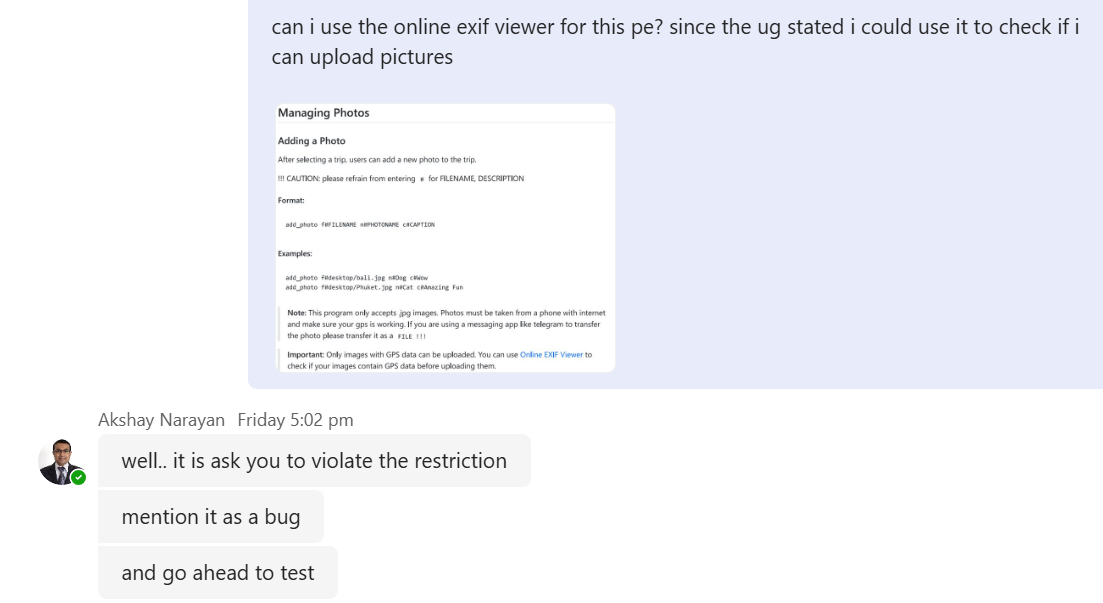 can i use the online exif viewer for this pe? since the ug stated i could use it to check if i
can upload pictures
Managing Photos
Adding a Photo
After selecting a trip, users can add a new photo to the trip.
!!! CAUTION: please refrain from entering # for FILENAME, DESCRIPTION
Format:
add_photo f#FILENAME n#PHOTONAME c#CAPTION
Examples:
add_photo f#desktop/bali.jpg n#Dog c#Wow
add_photo f#desktop/Phuket.jpg n#Cat c#Amazing Fun
Note: This program only accepts .jpg images. Photos must be taken from a phone with internet
and make sure your gps is working. If you are using a messaging app like telegram to transfer
the photo please transfer it as a FILE !!!
Important: Only images with GPS data can be uploaded. You can use Online EXIF Viewer to
check if your images contain GPS data before uploading them.
Akshay Narayan Friday 5:02 pm
well.. it is ask you to violate the restriction
mention it as a bug
and go ahead to test